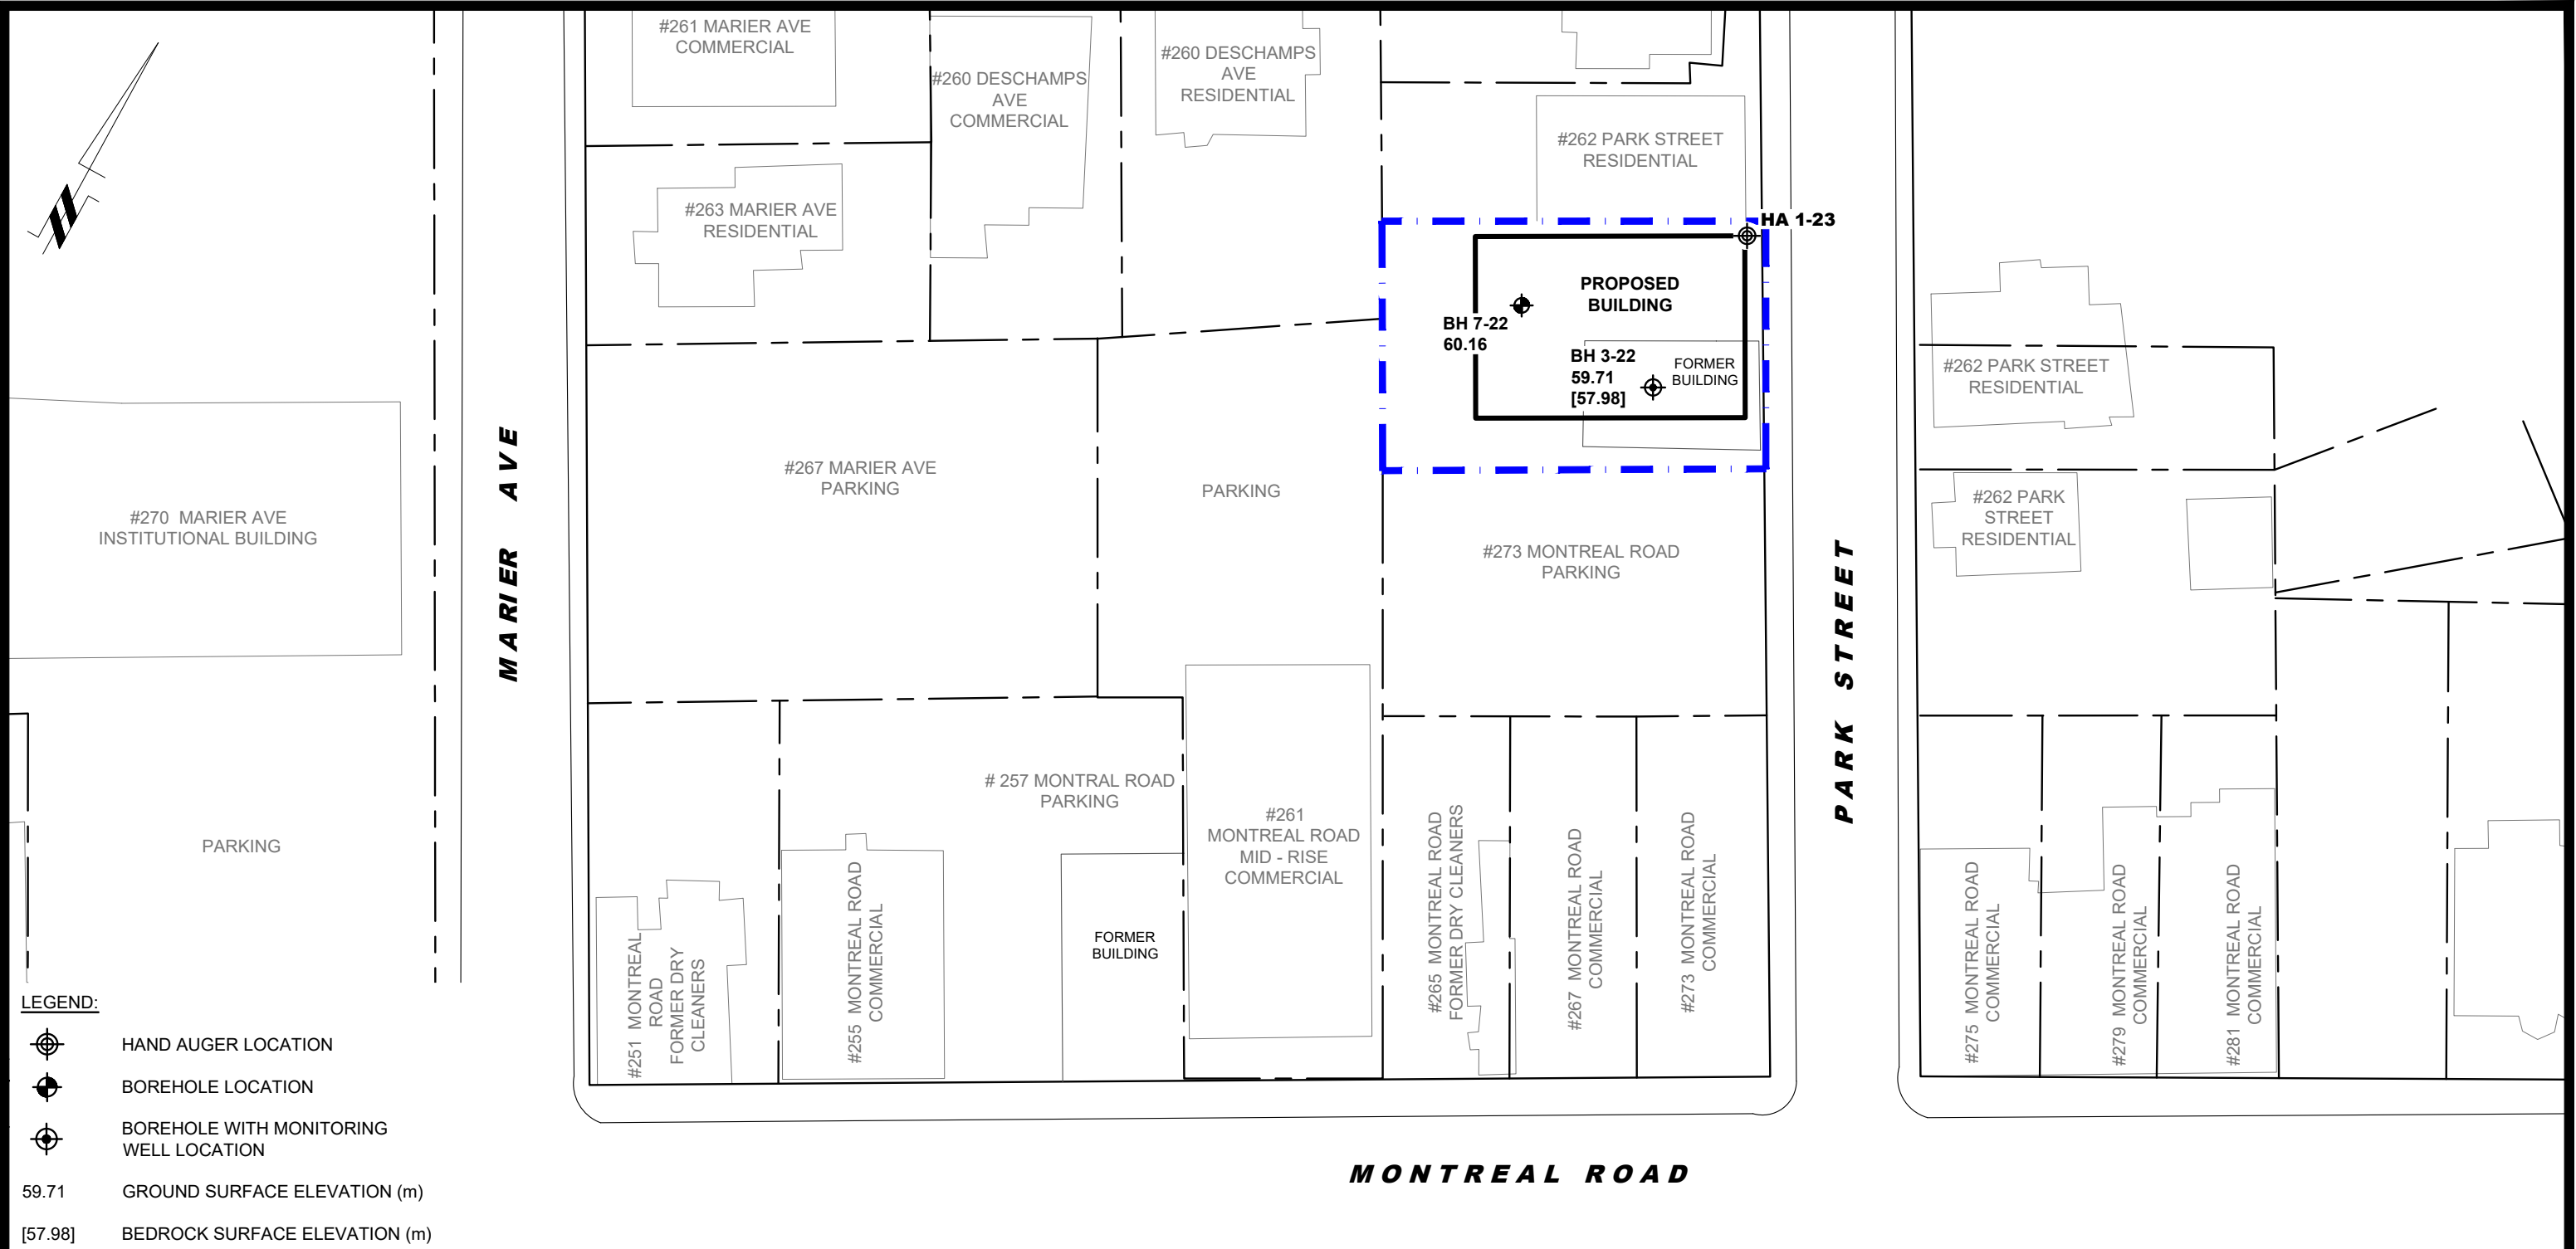 #261 MARIER AVE
COMMERCIAL
#260 DESCHAMPS
AVE
COMMERCIAL
#260 DESCHAMPS
AVE
RESIDENTIAL
#262 PARK STREET
RESIDENTIAL
#263 MARIER AVE
RESIDENTIAL
HA 1-23
PROPOSED
BUILDING
BH 7-22
60.16
BH 3-22
59.71
[57.98]
FORMER
BUILDING
#262 PARK STREET
RESIDENTIAL
MARIER AVE
#267 MARIER AVE
PARKING
PARKING
#270 MARIER AVE
INSTITUTIONAL BUILDING
#273 MONTREAL ROAD
PARKING
PARK STREET
#262 PARK
STREET
RESIDENTIAL
PARKING
# 257 MONTRAL ROAD
PARKING
#261
MONTREAL ROAD
MID - RISE
COMMERCIAL
FORMER
BUILDING
#251 MONTREAL
ROAD
FORMER DRY
CLEANERS
#255 MONTREAL ROAD
COMMERCIAL
#265 MONTREAL ROAD
FORMER DRY CLEANERS
#267 MONTREAL ROAD
COMMERCIAL
#273 MONTREAL ROAD
COMMERCIAL
#275 MONTREAL ROAD
COMMERCIAL
#279 MONTREAL ROAD
COMMERCIAL
#281 MONTREAL ROAD
COMMERCIAL
MONTREAL ROAD
LEGEND:
HAND AUGER LOCATION
BOREHOLE LOCATION
BOREHOLE WITH MONITORING
WELL LOCATION
59.71 GROUND SURFACE ELEVATION (m)
[57.98] BEDROCK SURFACE ELEVATION (m)